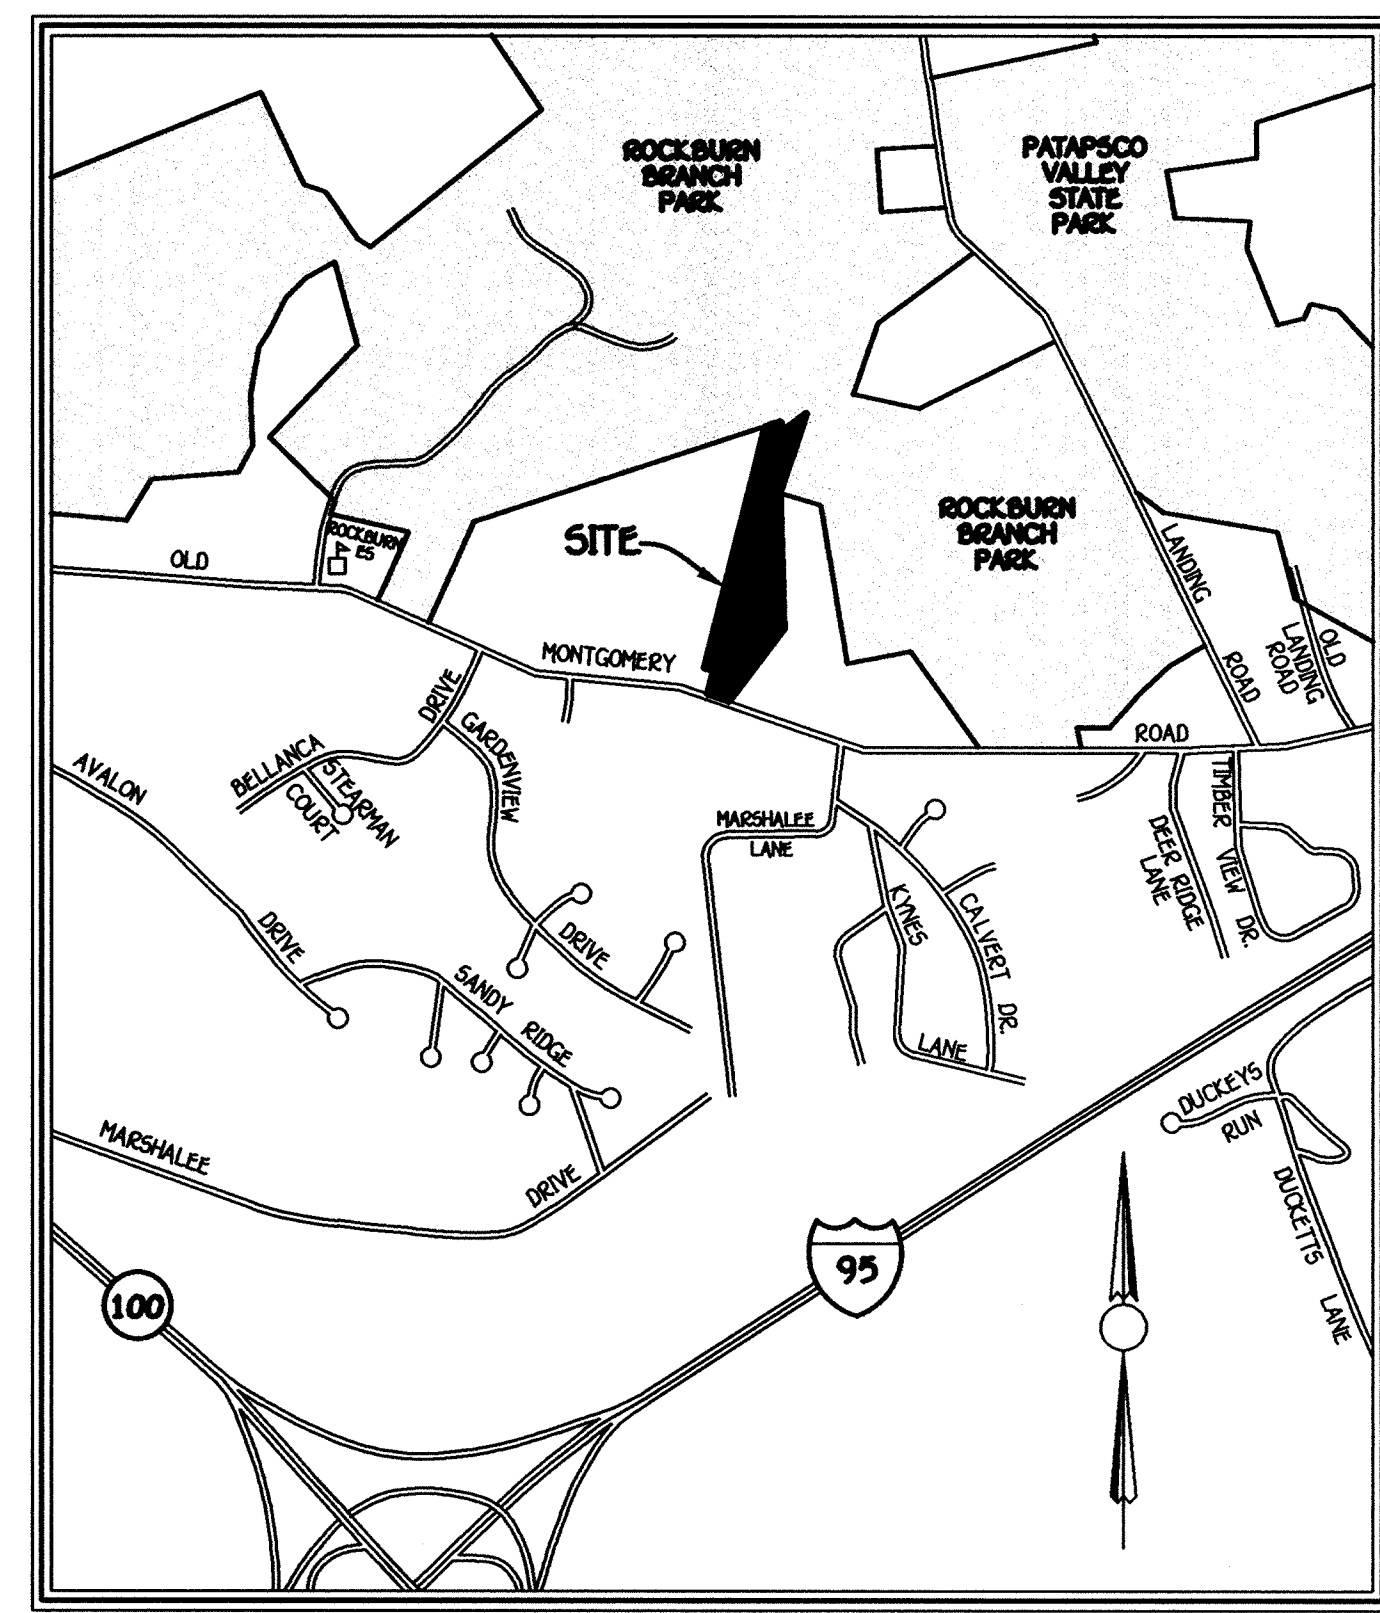 ROCKBURN
BRANCH
PARK
PATAPSCO
VALLEY
STATE
PARK
ROCKBURN
BRANCH
PARK
SITE
ROCKBURN
ES
OLD
MONTGOMERY
ROAD
LANDING
ROAD
OLD
LANDING
ROAD
DRIVE
BELLANCA
GARDENVIEW
DRIVE
STEARMAN
COURT
AVALON
DRIVE
MARSHALEE
LANE
KYNES
LANE
CALVERT DR.
DEER RIDGE
LANE
TIMBER VIEW DR.
SANDY RIDGE
MARSHALEE
DRIVE
DUCKEYS
RUN
DUCKETTS LANE
95
100